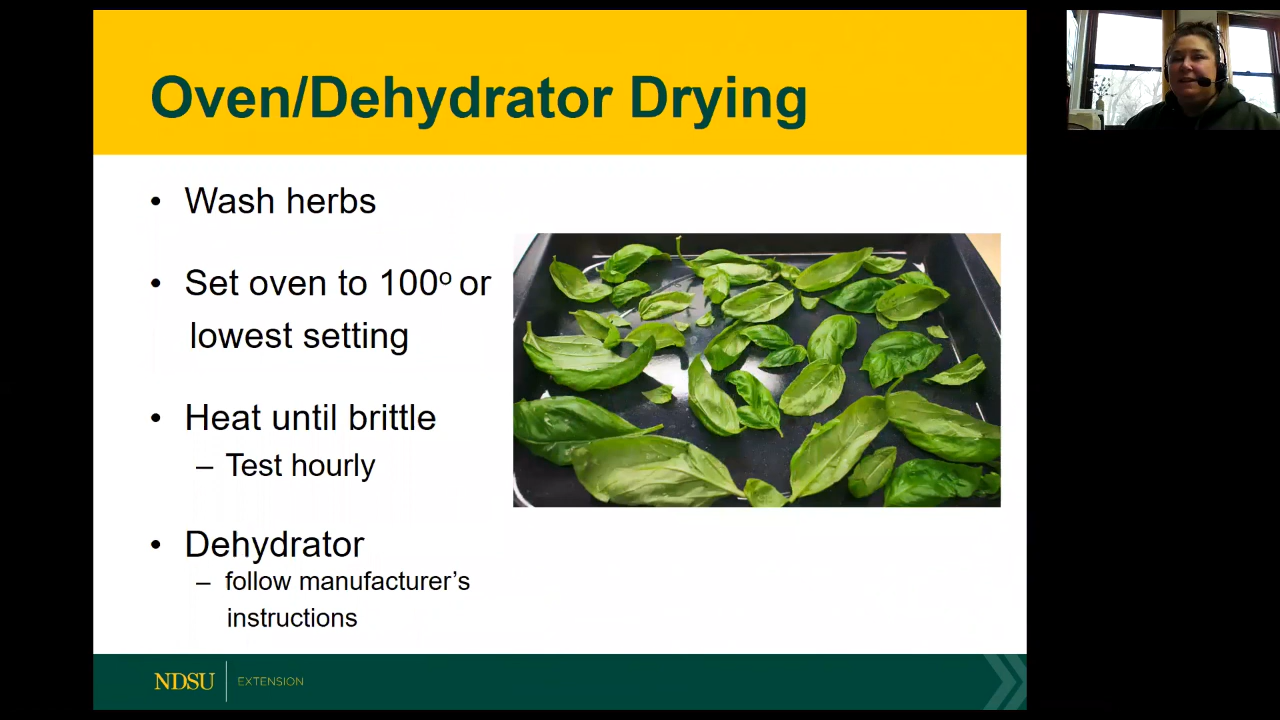 Oven/Dehydrator Drying
• Wash herbs
• Set oven to 100º or
lowest setting
• Heat until brittle
– Test hourly
• Dehydrator
– follow manufacturer’s
instructions
NDSU EXTENSION